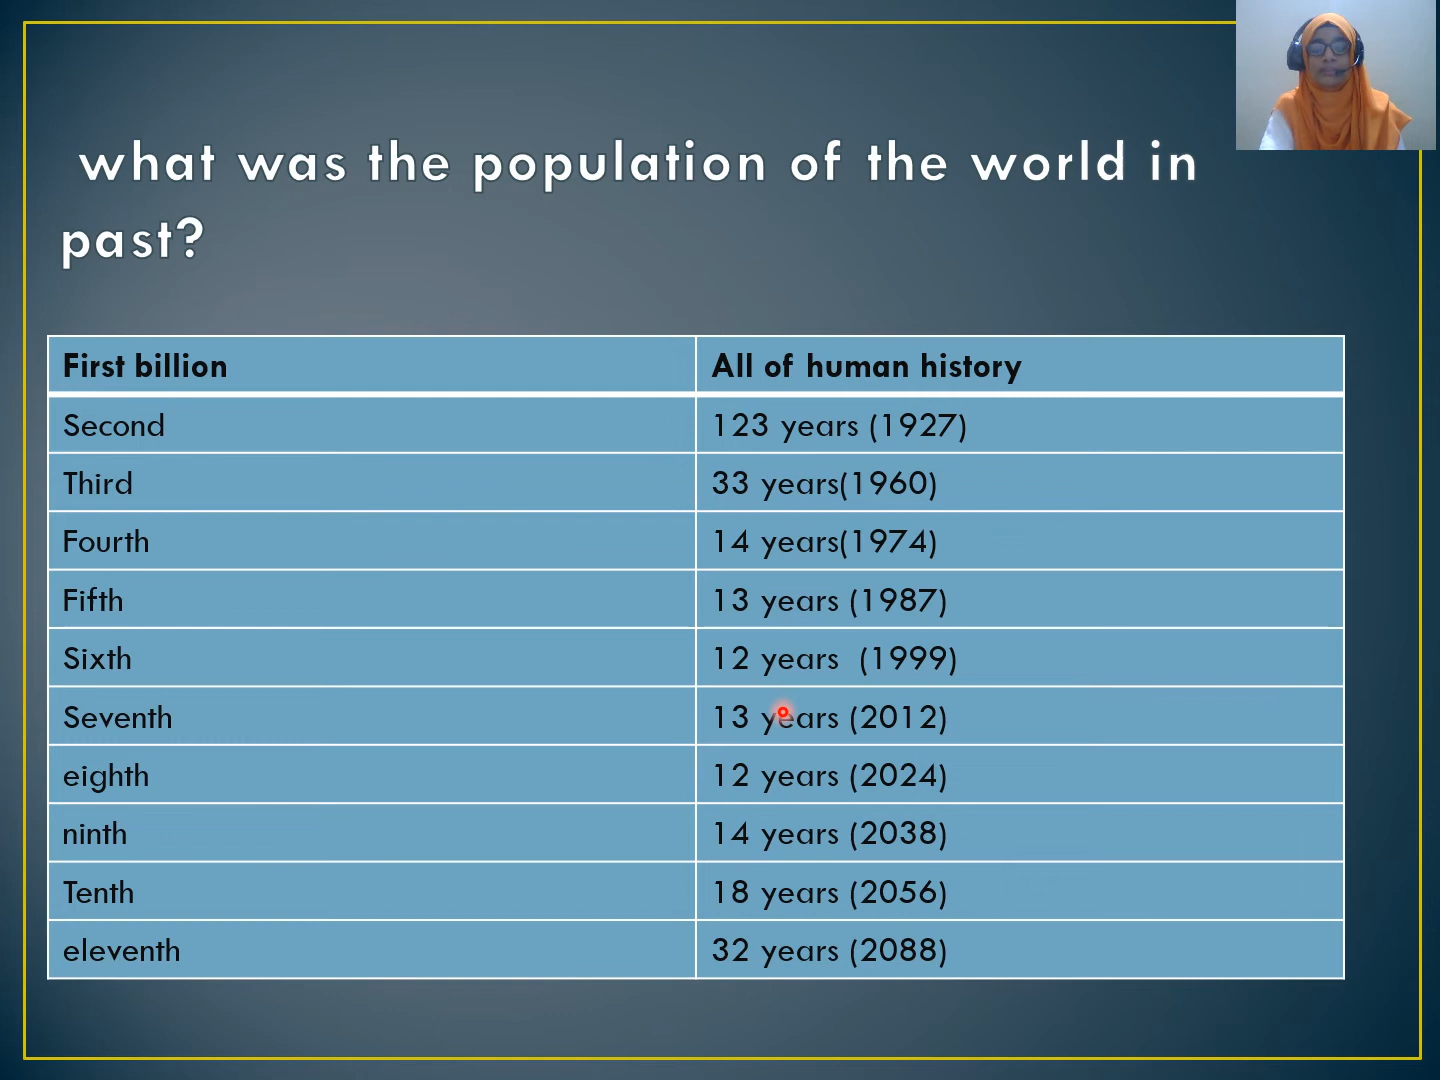 what was the population of the world in
past?
First billion All of human history
Second 123 years (1927)
Third 33 years(1960)
Fourth 14 years(1974)
Fifth 13 years (1987)
Sixth 12 years  (1999)
Seventh 13 years (2012)
eighth 12 years (2024)
ninth 14 years (2038)
Tenth 18 years (2056)
eleventh 32 years (2088)